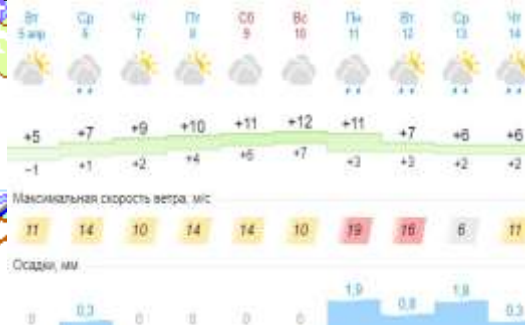 Вт Ср Чт Пт Сб Вс Пн Вт Ср Чт
5 апр 6 7 8 9 10 11 12 13 14
+5 +7 +9 +10 +11 +12 +11 +7 +6 +6
−1 +1 +2 +4 +6 +7 +3 +3 +2 +2
Максимальная скорость ветра, м/с
11 14 10 14 14 10 19 16 6 11
Осадки, мм
0 0,3 0 0 0 0 1,9 0,8 1,8 0,3